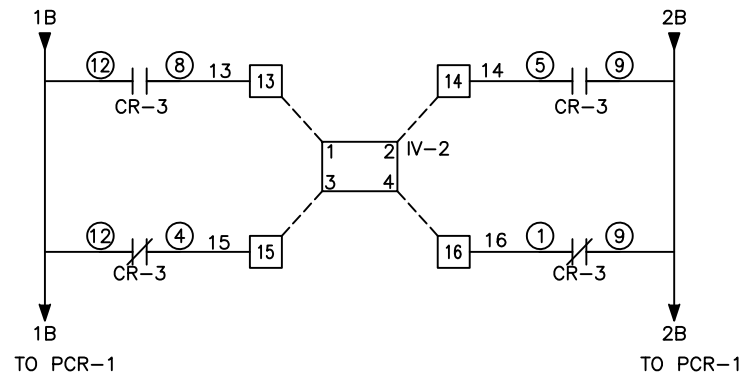 1B 2B
12 8 13 13 14 14 5 9
CR-3 CR-3
1 2 IV-2
3 4
12 4 15 15 16 16 1 9
CR-3 CR-3
1B 2B
TO PCR-1 TO PCR-1